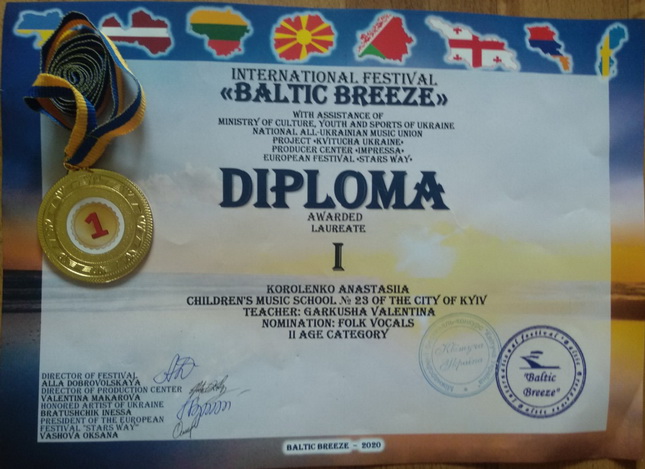 INTERNATIONAL FESTIVAL
«BALTIC BREEZE»
WITH ASSISTANCE OF
MINISTRY OF CULTURE, YOUTH AND SPORTS OF UKRAINE
NATIONAL ALL-UKRAINIAN MUSIC UNION
PROJECT «KVITUCHA UKRAINE»
PRODUCER CENTER «IMPRESSA»
EUROPEAN FESTIVAL «STARS WAY»
DIPLOMA
AWARDED
LAUREATE
I
1
KOROLENKO ANASTASIIA
CHILDREN'S MUSIC SCHOOL № 23 OF THE CITY OF KYIV
TEACHER: GARKUSHA VALENTINA
NOMINATION: FOLK VOCALS
II AGE CATEGORY
DIRECTOR OF FESTIVAL
ALLA DOBROVOLSKAYA
DIRECTOR OF PRODUCTION CENTER
VALENTINA MAKAROVA
HONORED ARTIST OF UKRAINE
BRATUSHCHIK INESSA
PRESIDENT OF THE EUROPEAN
FESTIVAL "STARS WAY"
VASHOVA OKSANA
"Baltic
Breeze"
BALTIC BREEZE - 2020